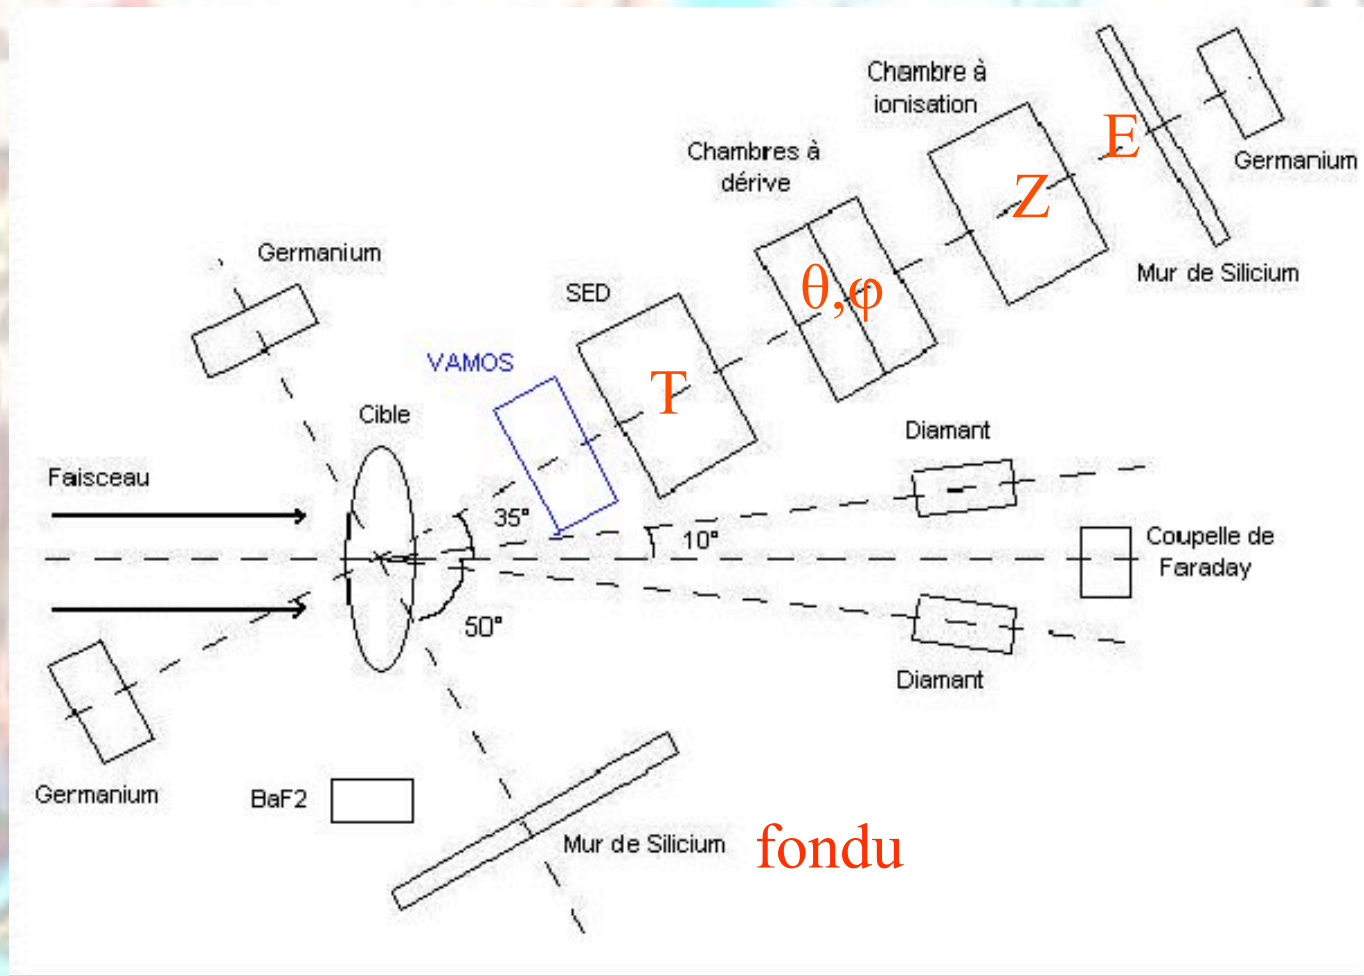 Chambre à
ionisation
E
Germanium
Chambres à
dérive
Z
Mur de Silicium
Germanium
SED
θ,φ
VAMOS
T
Cible
Diamant
Faisceau
35°
10°
Coupelle de
Faraday
50°
Diamant
Germanium
BaF2
Mur de Silicium
fondu